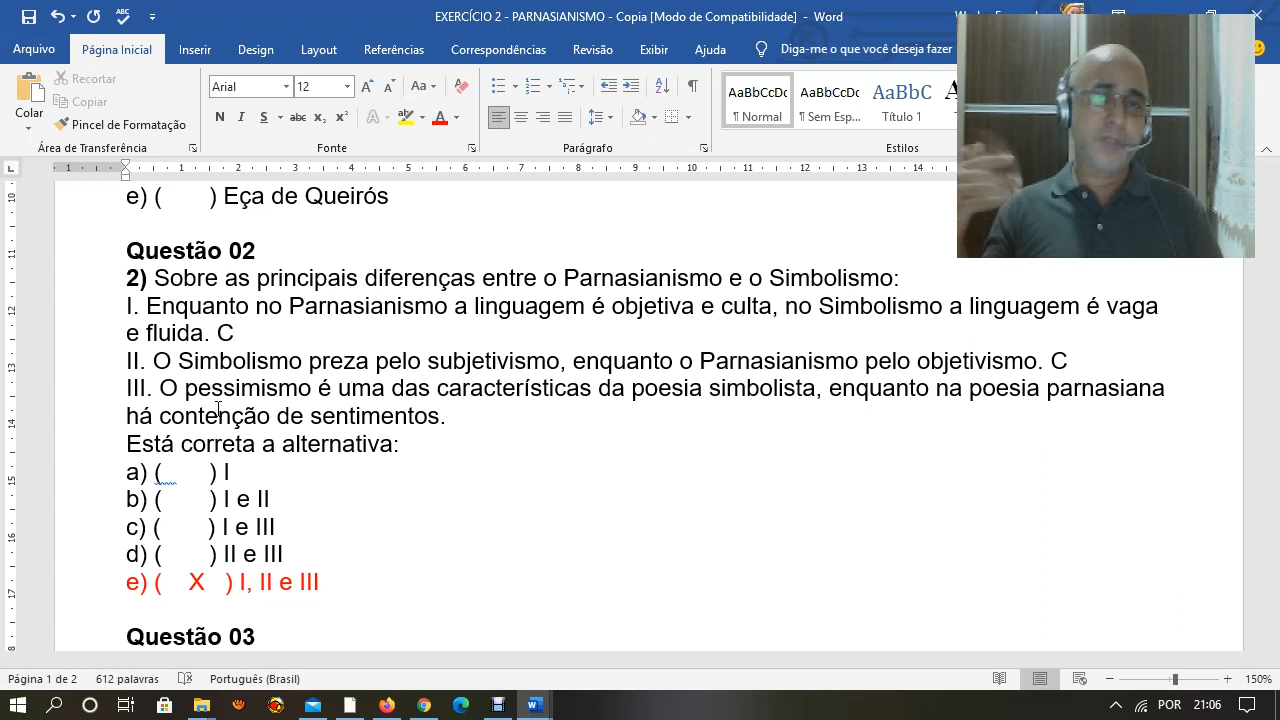 EXERCÍCIO 2 - PARNASIANISMO - Copia [Modo de Compatibilidade] - Word
Arquivo Página Inicial Inserir Design Layout Referências Correspondências Revisão Exibir Ajuda Diga-me o que você deseja fazer
Colar
Recortar
Copiar
Pincel de Formatação
Área de Transferência
Arial 12
Fonte
Parágrafo
AaBbCcDc AaBbCcDc AaBbC
¶ Normal ¶ Sem Esp... Título 1
Estilos
e) ( ) Eça de Queirós
Questão 02
2) Sobre as principais diferenças entre o Parnasianismo e o Simbolismo:
I. Enquanto no Parnasianismo a linguagem é objetiva e culta, no Simbolismo a linguagem é vaga
e fluida. C
II. O Simbolismo preza pelo subjetivismo, enquanto o Parnasianismo pelo objetivismo. C
III. O pessimismo é uma das características da poesia simbolista, enquanto na poesia parnasiana
há contenção de sentimentos.
Está correta a alternativa:
a) ( ) I
b) ( ) I e II
c) ( ) I e III
d) ( ) II e III
e) ( X ) I, II e III
Questão 03
Página 1 de 2 612 palavras Português (Brasil) 150%
POR 21:06